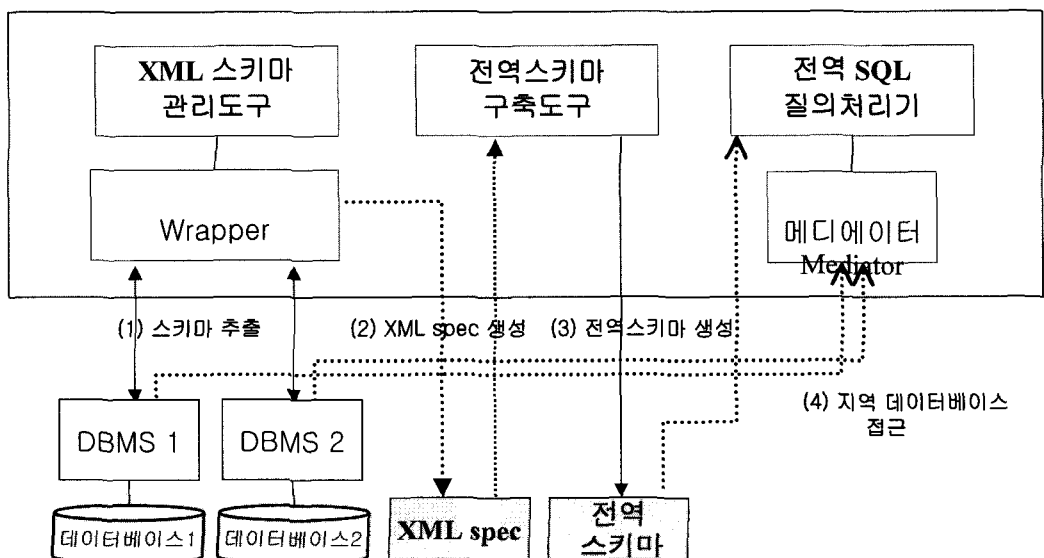 XML 스키마
관리도구
전역스키마
구축도구
전역 SQL
질의처리기
Wrapper
메디에이터
Mediator
(1) 스키마 추출
(2) XML spec 생성
(3) 전역스키마 생성
(4) 지역 데이터베이스
접근
DBMS 1
DBMS 2
데이터베이스1
데이터베이스2
XML spec
전역
스키마